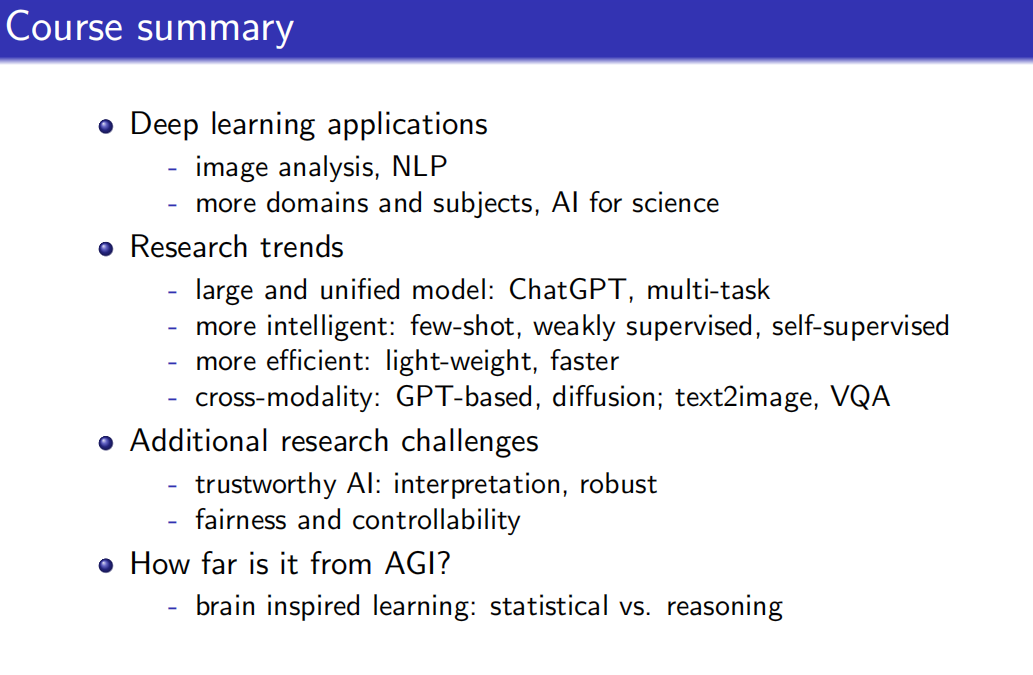 Course summary
Deep learning applications
- image analysis, NLP
- more domains and subjects, AI for science
Research trends
- large and unified model: ChatGPT, multi-task
- more intelligent: few-shot, weakly supervised, self-supervised
- more efficient: light-weight, faster
- cross-modality: GPT-based, diffusion; text2image, VQA
Additional research challenges
- trustworthy AI: interpretation, robust
- fairness and controllability
How far is it from AGI?
- brain inspired learning: statistical vs. reasoning